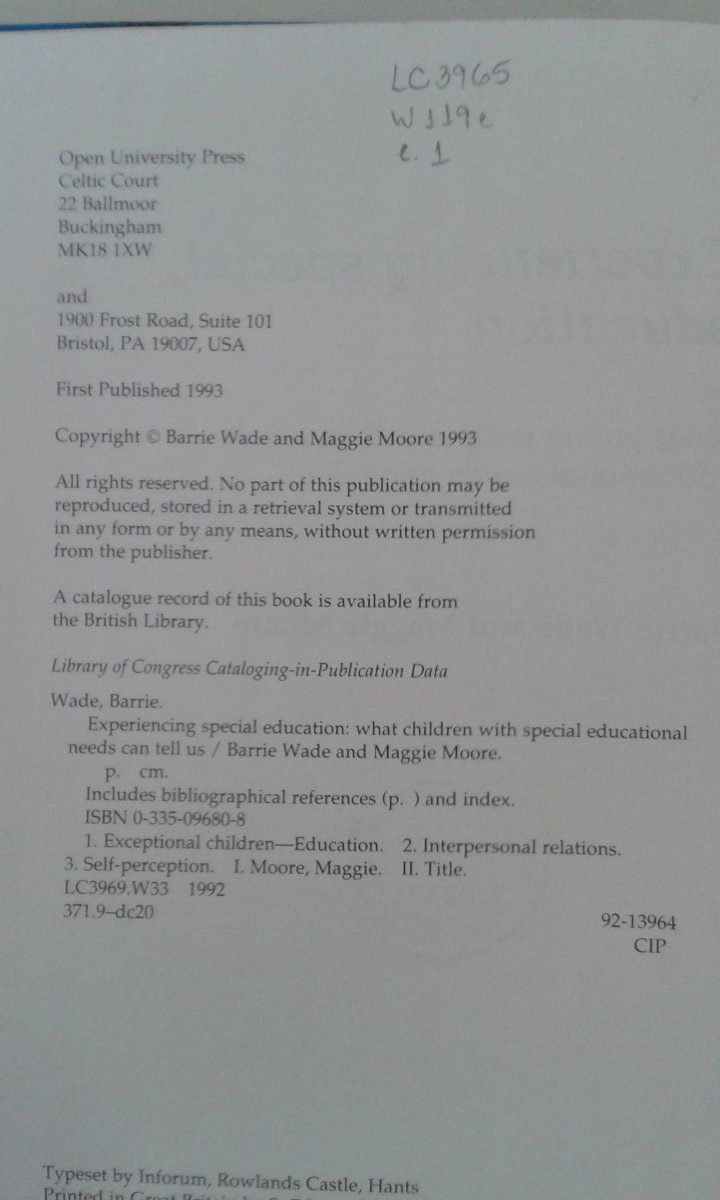 LC3965
W119e
e. 1
Open University Press
Celtic Court
22 Ballmoor
Buckingham
MK18 1XW
and
1900 Frost Road, Suite 101
Bristol, PA 19007, USA
First Published 1993
Copyright © Barrie Wade and Maggie Moore 1993
All rights reserved. No part of this publication may be
reproduced, stored in a retrieval system or transmitted
in any form or by any means, without written permission
from the publisher.
A catalogue record of this book is available from
the British Library.
Library of Congress Cataloging-in-Publication Data
Wade, Barrie.
Experiencing special education: what children with special educational
needs can tell us / Barrie Wade and Maggie Moore.
p. cm.
Includes bibliographical references (p. ) and index.
ISBN 0-335-09680-8
1. Exceptional children—Education. 2. Interpersonal relations.
3. Self-perception. I. Moore, Maggie. II. Title.
LC3969.W33 1992
371.9–dc20
92-13964
CIP
Typeset by Inforum, Rowlands Castle, Hants
Printed in Great Britain by